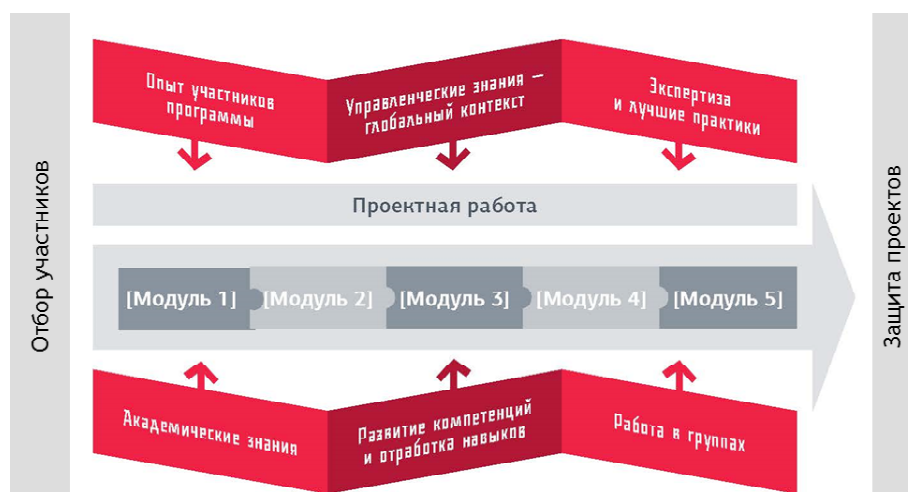 Отбор участников
Опыт участников
программы
Управленческие знания –
глобальный контекст
Экспертиза
и лучшие практики
Проектная работа
[Модуль 1]
[Модуль 2]
[Модуль 3]
[Модуль 4]
[Модуль 5]
Академические знания
Развитие компетенций
и отработка навыков
Работа в группах
Защита проектов